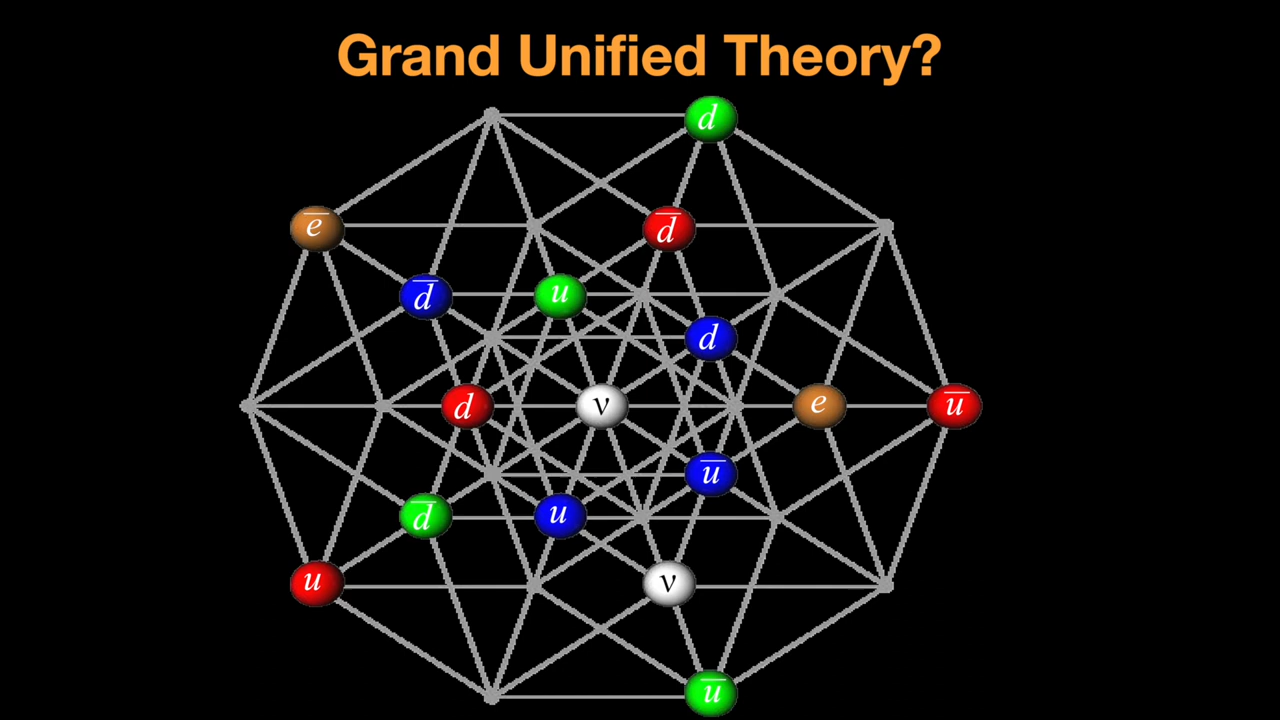 Grand Unified Theory?
d
e̅ d̅
d̅ u
d
d ν e u̅
u̅
d̅ u
u ν
u̅